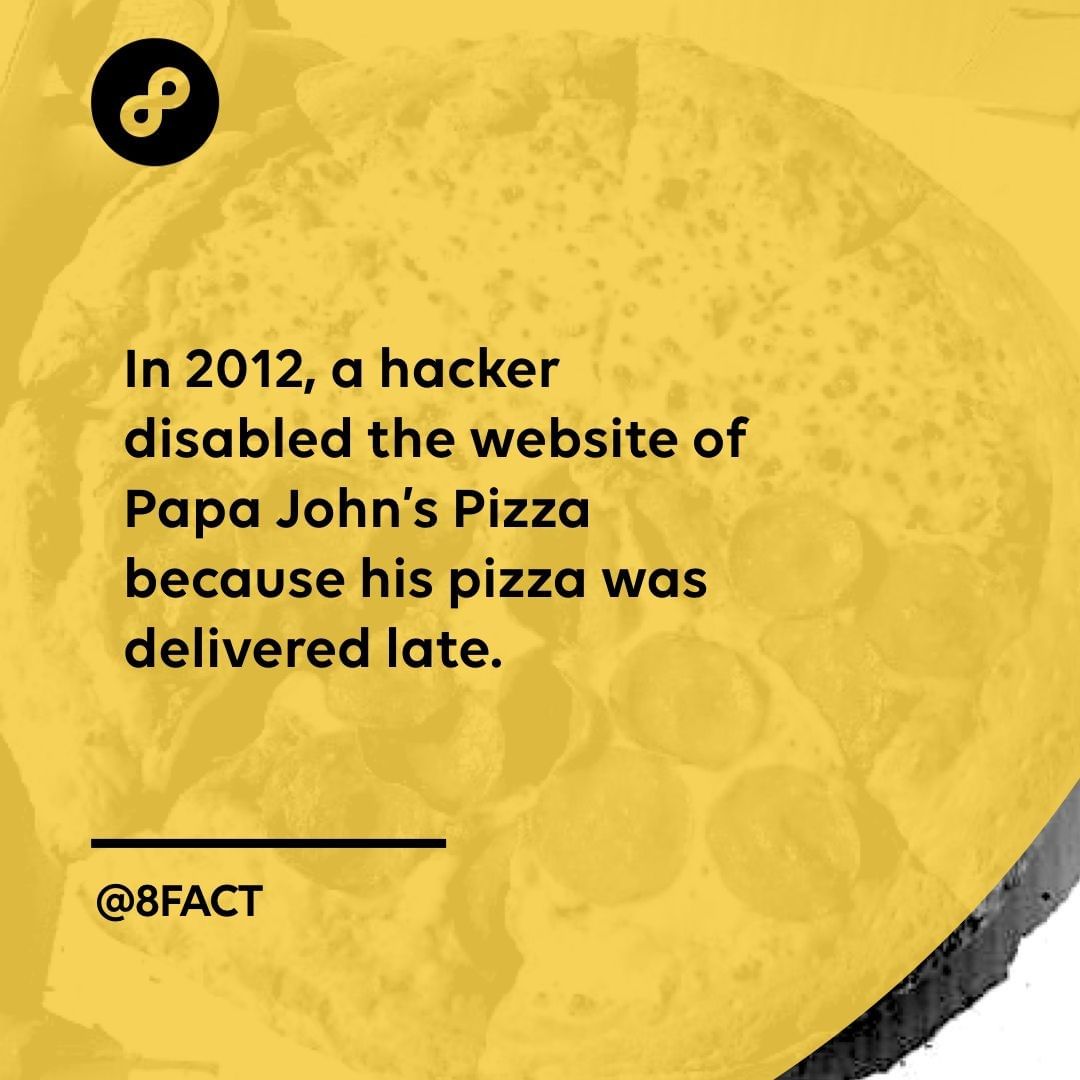 In 2012, a hacker
disabled the website of
Papa John's Pizza
because his pizza was
delivered late.
@8FACT